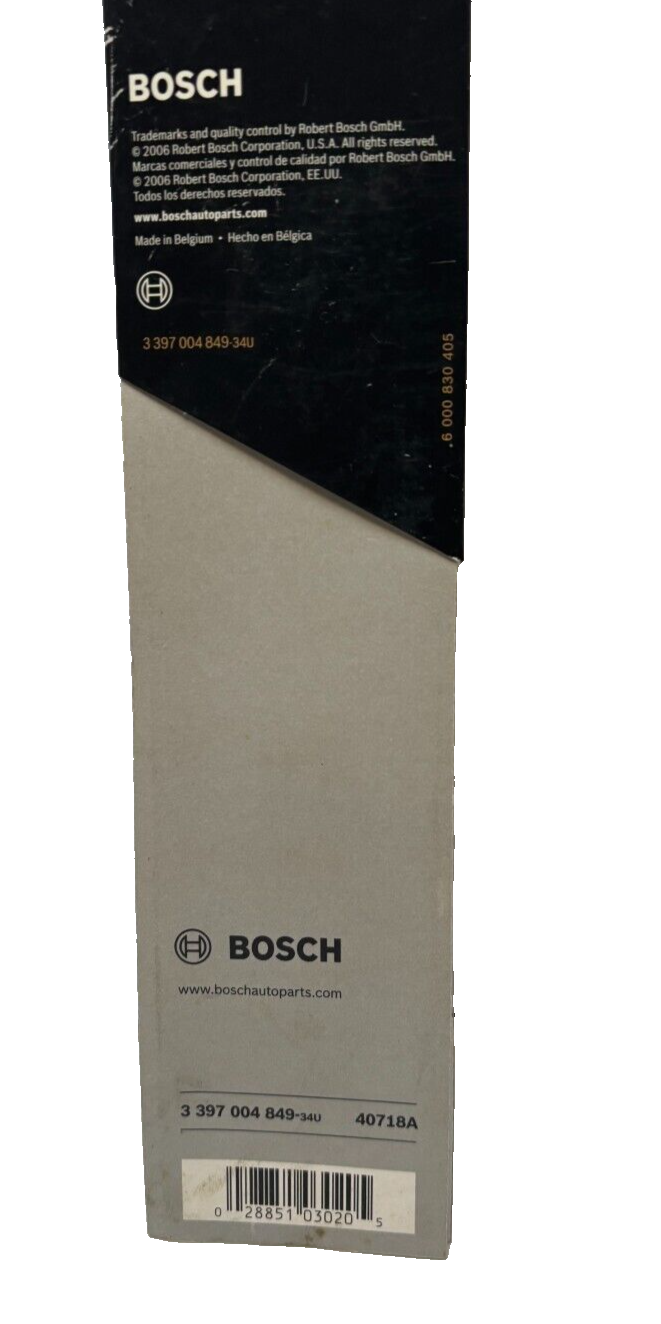 BOSCH
Trademarks and quality control by Robert Bosch GmbH.
© 2006 Robert Bosch Corporation, U.S.A. All rights reserved.
Marcas comerciales y control de calidad por Robert Bosch GmbH.
© 2006 Robert Bosch Corporation, EE.UU.
Todos los derechos reservados.
www.boschautoparts.com
Made in Belgium • Hecho en Bélgica
3 397 004 849-34U
.6 000 830 405
BOSCH
www.boschautoparts.com
3 397 004 849-34U 40718A
0 28851 03020 5